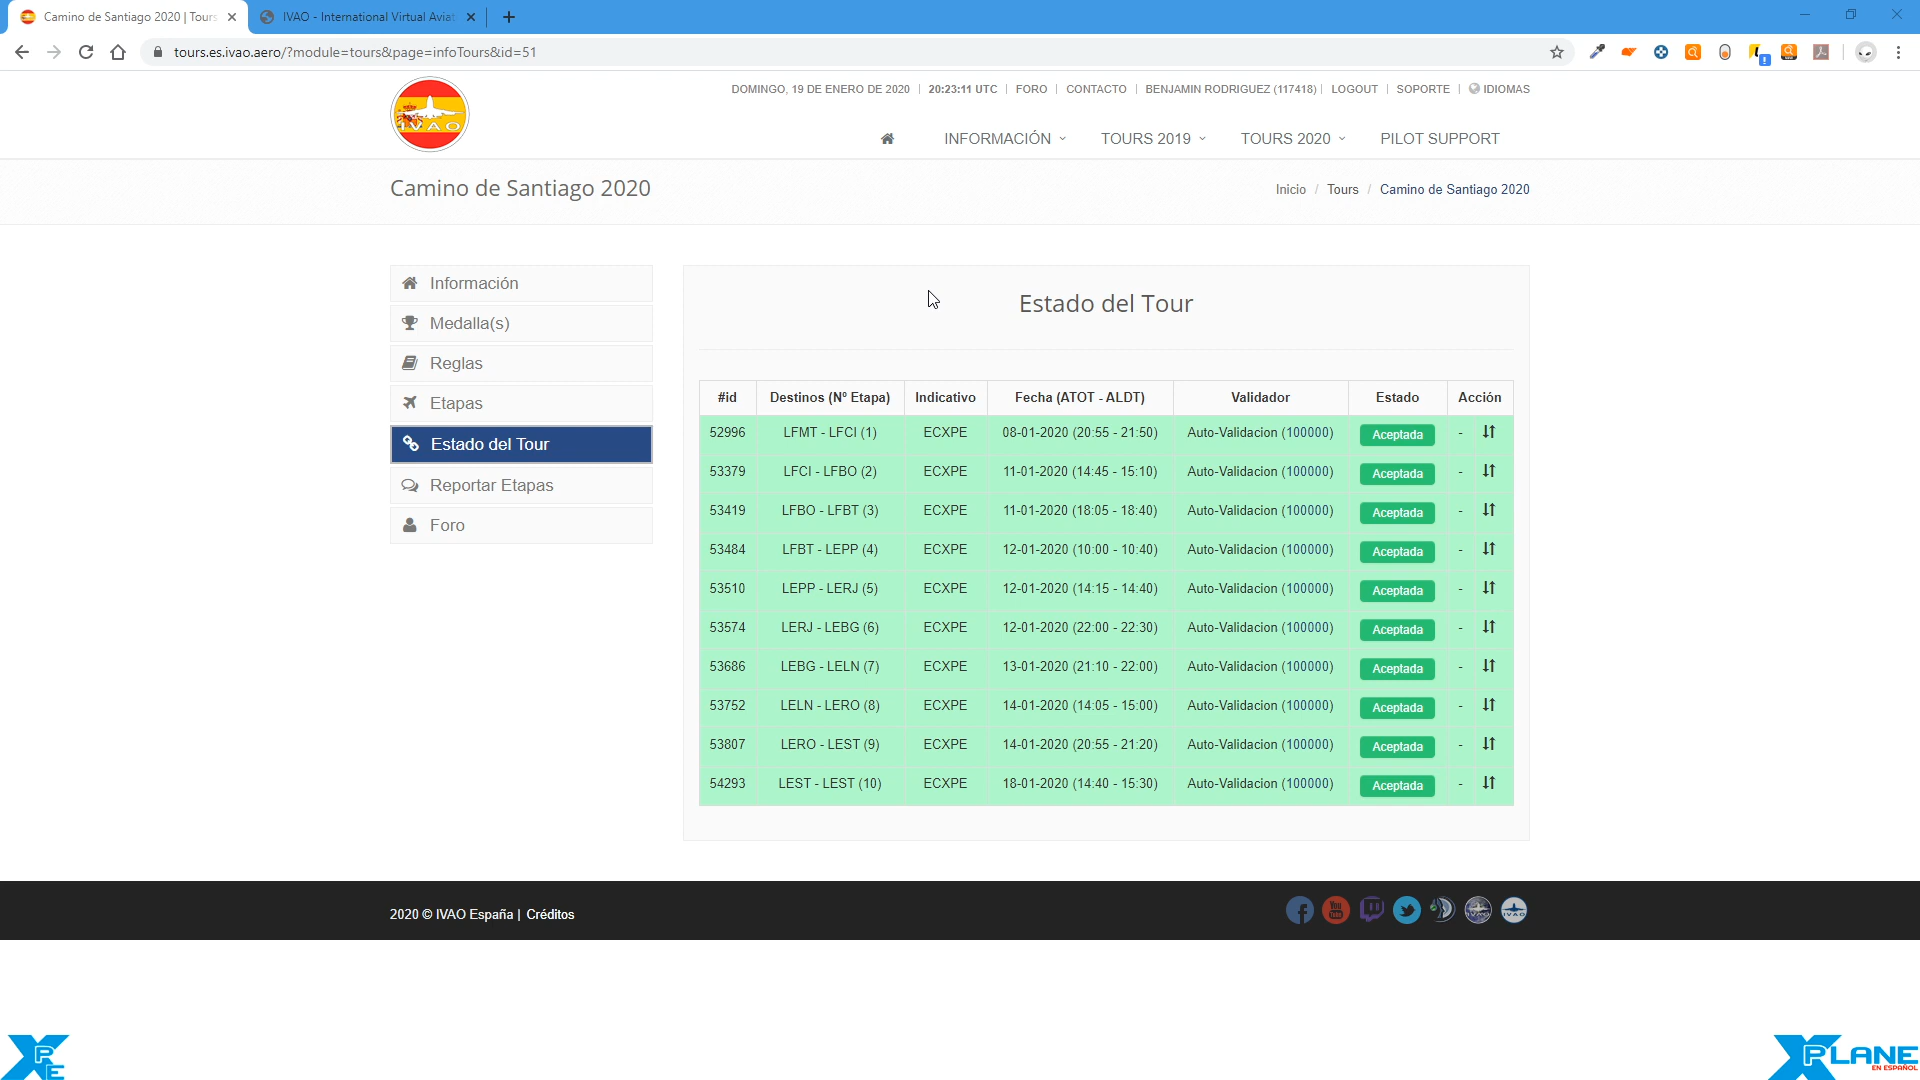 Camino de Santiago 2020 | Tours
IVAO - International Virtual Aviat
tours.es.ivao.aero/?module=tours&page=infoTours&id=51
IVAO
DOMINGO, 19 DE ENERO DE 2020 | 20:23:11 UTC | FORO | CONTACTO | BENJAMIN RODRIGUEZ (117418) | LOGOUT | SOPORTE | IDIOMAS
INFORMACIÓN TOURS 2019 TOURS 2020 PILOT SUPPORT
Camino de Santiago 2020
Inicio / Tours / Camino de Santiago 2020
Información
Medalla(s)
Reglas
Etapas
Estado del Tour
Reportar Etapas
Foro
Estado del Tour
#id Destinos (Nº Etapa) Indicativo Fecha (ATOT - ALDT) Validador Estado Acción
52996 LFMT - LFCI (1) ECXPE 08-01-2020 (20:55 - 21:50) Auto-Validacion (100000) Aceptada -
53379 LFCI - LFBO (2) ECXPE 11-01-2020 (14:45 - 15:10) Auto-Validacion (100000) Aceptada -
53419 LFBO - LFBT (3) ECXPE 11-01-2020 (18:05 - 18:40) Auto-Validacion (100000) Aceptada -
53484 LFBT - LEPP (4) ECXPE 12-01-2020 (10:00 - 10:40) Auto-Validacion (100000) Aceptada -
53510 LEPP - LERJ (5) ECXPE 12-01-2020 (14:15 - 14:40) Auto-Validacion (100000) Aceptada -
53574 LERJ - LEBG (6) ECXPE 12-01-2020 (22:00 - 22:30) Auto-Validacion (100000) Aceptada -
53686 LEBG - LELN (7) ECXPE 13-01-2020 (21:10 - 22:00) Auto-Validacion (100000) Aceptada -
53752 LELN - LERO (8) ECXPE 14-01-2020 (14:05 - 15:00) Auto-Validacion (100000) Aceptada -
53807 LERO - LEST (9) ECXPE 14-01-2020 (20:55 - 21:20) Auto-Validacion (100000) Aceptada -
54293 LEST - LEST (10) ECXPE 18-01-2020 (14:40 - 15:30) Auto-Validacion (100000) Aceptada -
2020 © IVAO España | Créditos
You Tube
IVAO
IVAO
XPE
XPLANE
EN ESPAÑOL